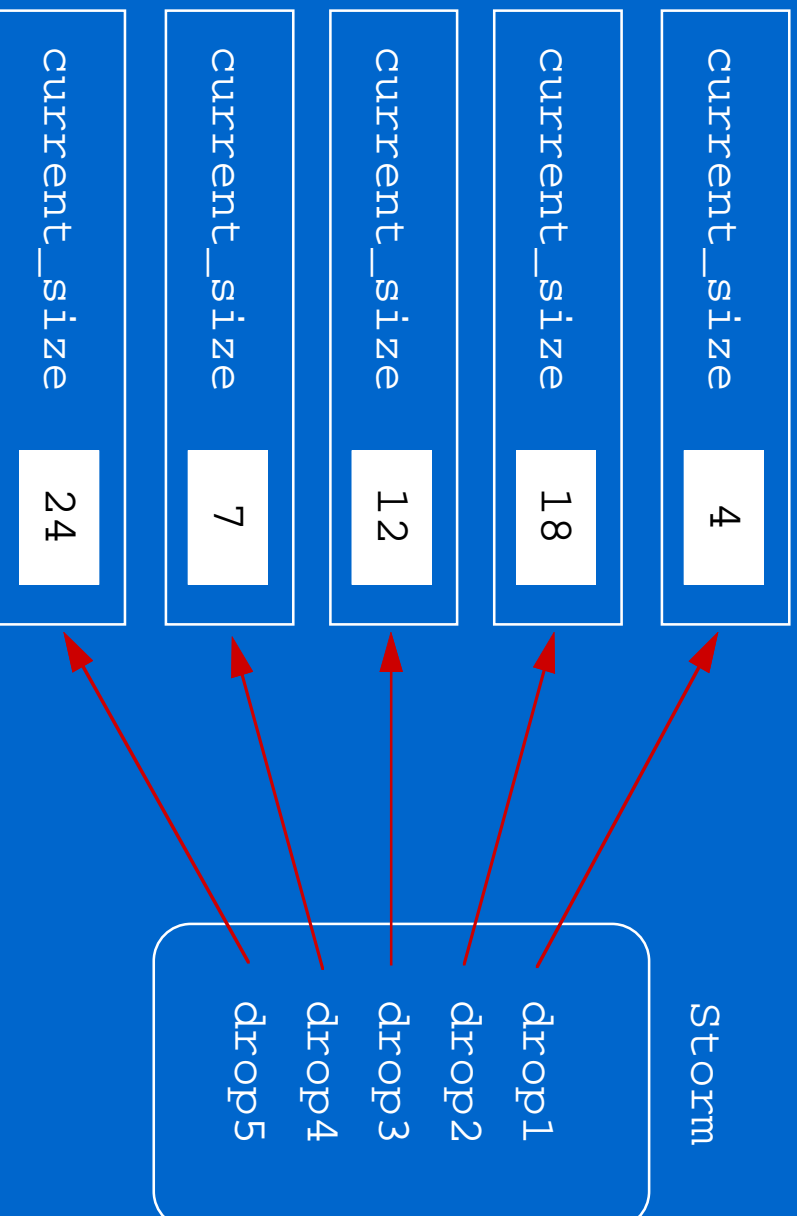 current_size 4
current_size 18
current_size 12
current_size 7
current_size 24
Storm
drop1
drop2
drop3
drop4
drop5